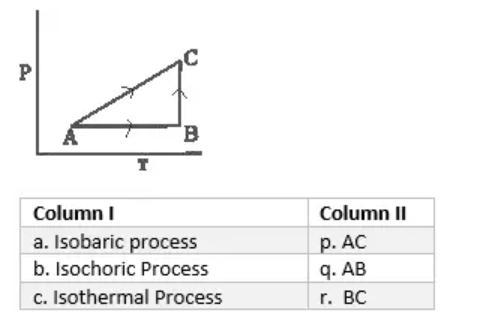 C
P
A
B
T
Column I Column II
a. Isobaric process p. AC
b. Isochoric Process q. AB
c. Isothermal Process r. BC